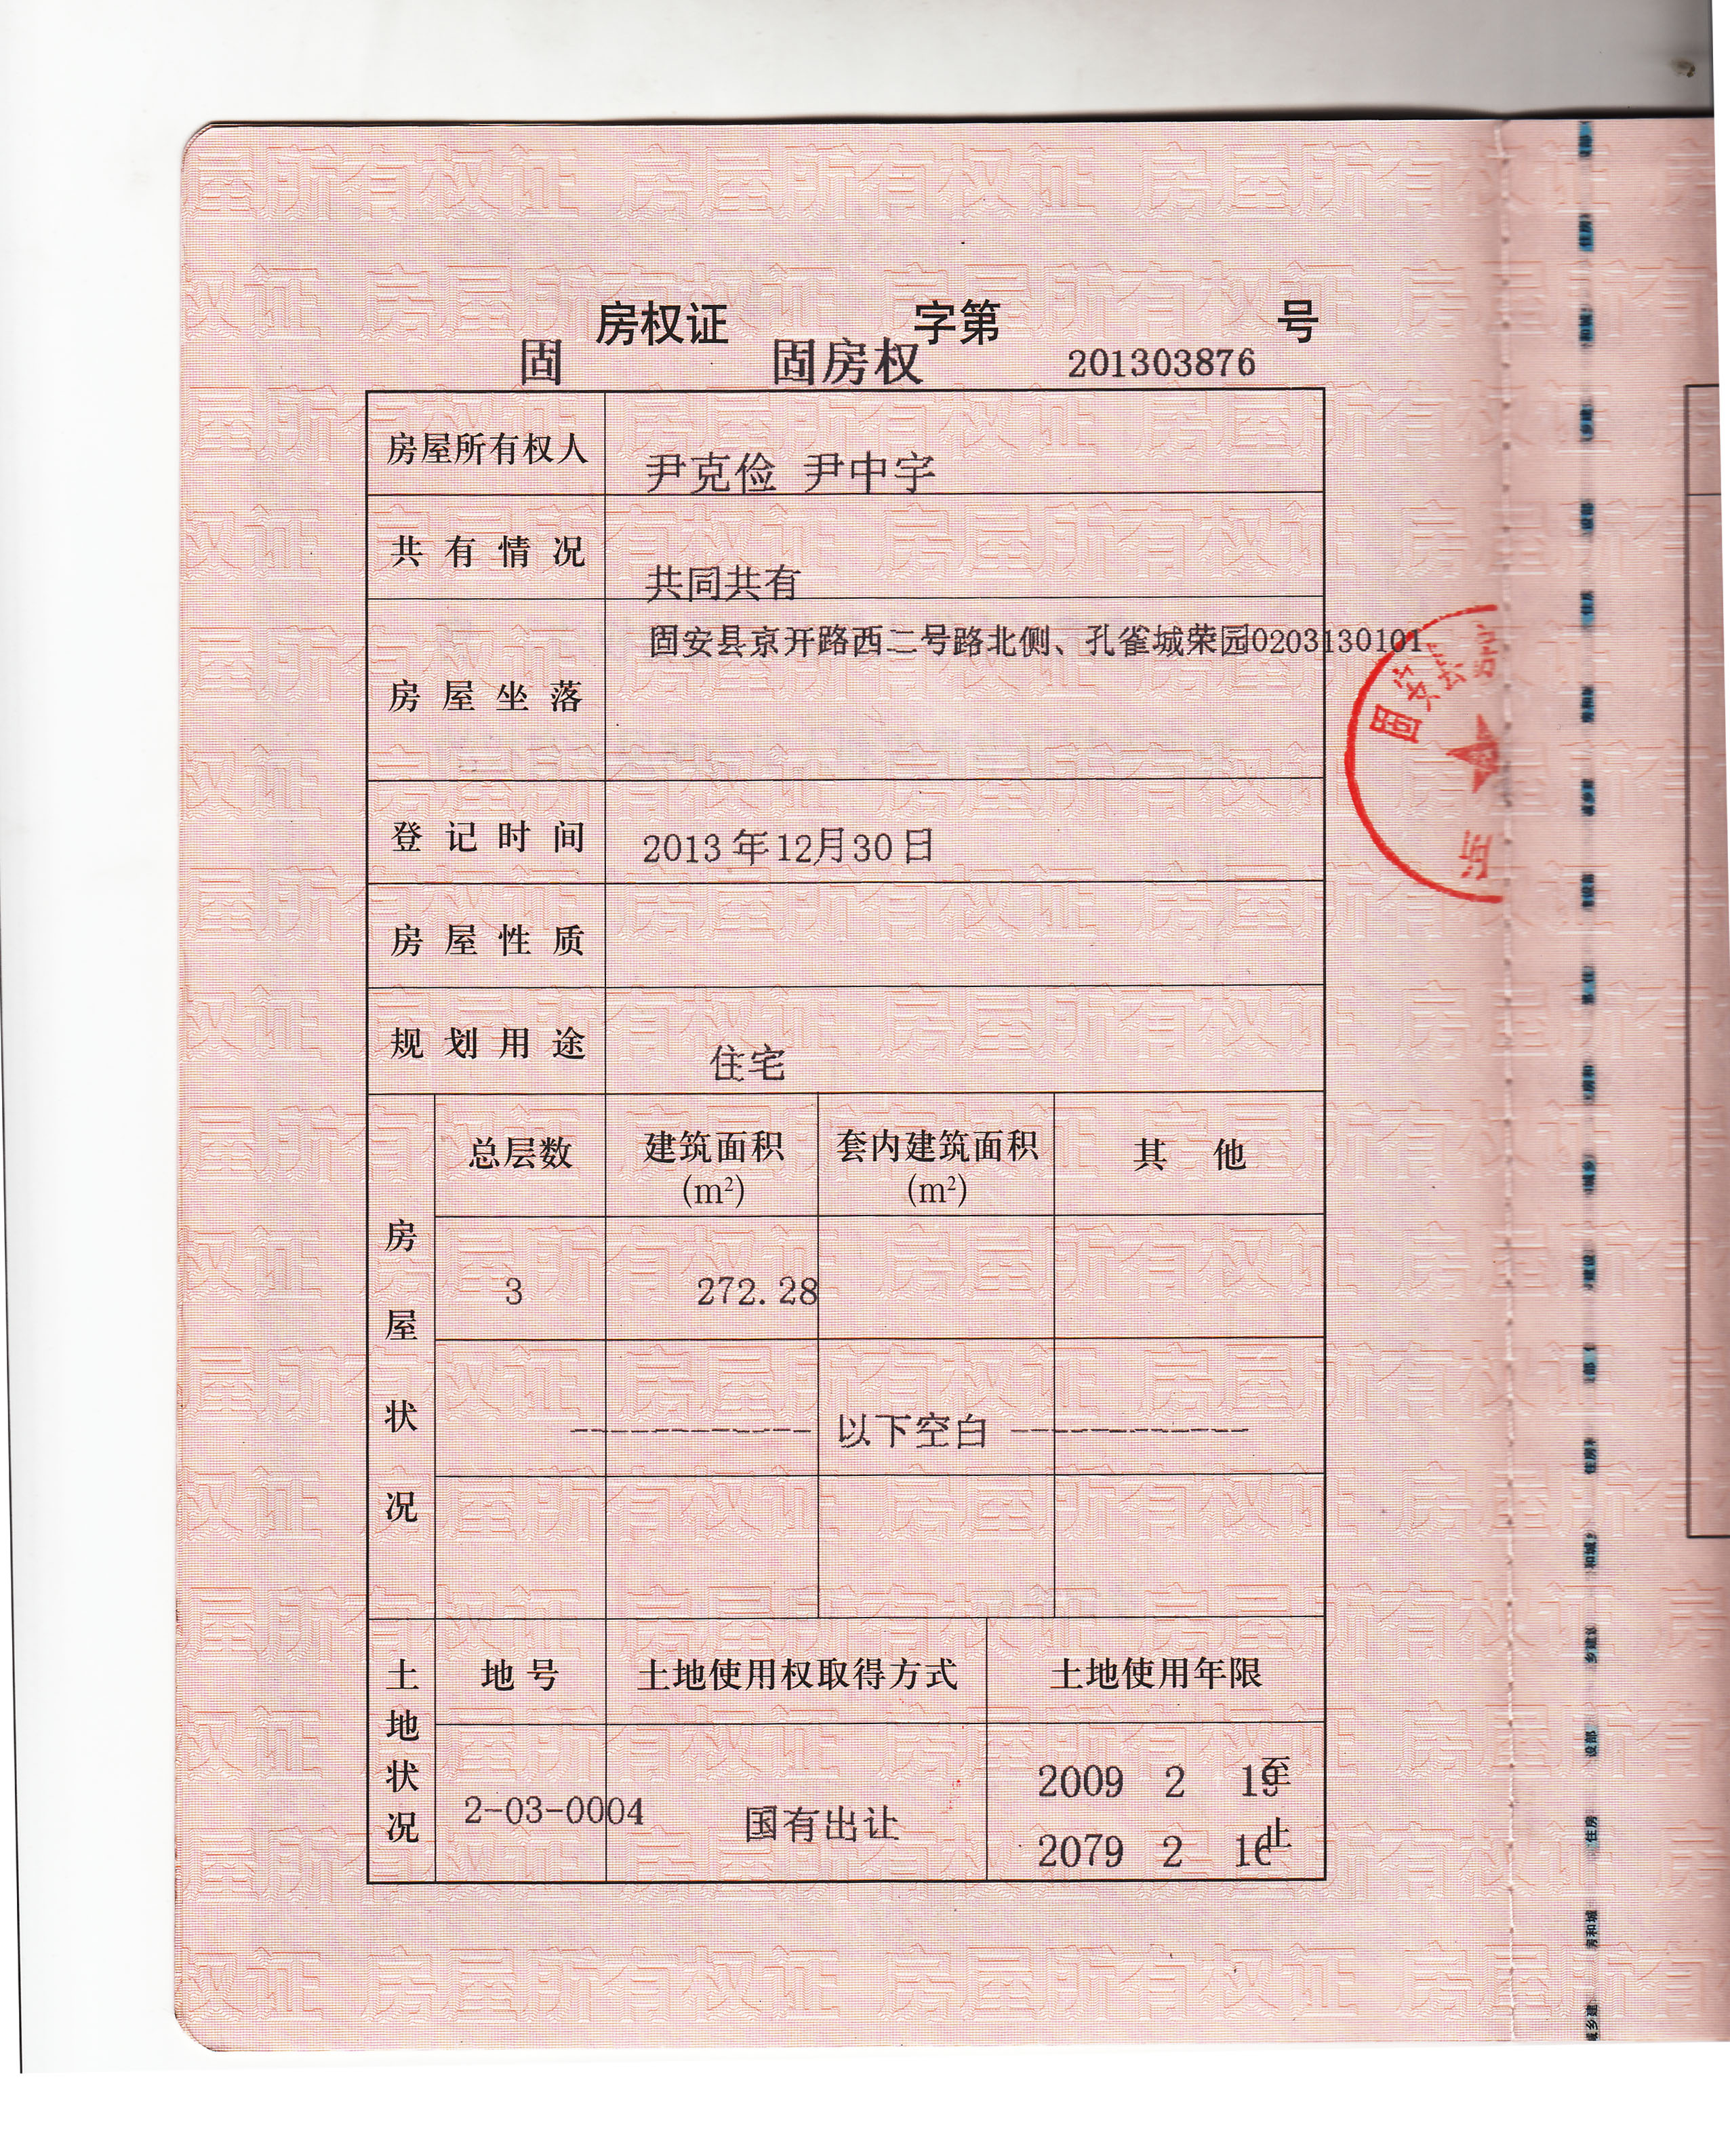 房权证 字第 号
固 固房权 201303876
房屋所有权人 尹克俭 尹中宇
共有情况 共同共有
房屋坐落 固安县京开路西二号路北侧、孔雀城荣园0203130101
登记时间 2013年12月30日
房屋性质
规划用途 住宅
房屋状况
总层数 建筑面积(m²) 套内建筑面积(m²) 其他
3 272.28
------------ 以下空白 ------------
土地状况
地号 土地使用权取得方式 土地使用年限
2-03-0004 国有出让 2009 2 19 至
2079 2 16 止
固安县